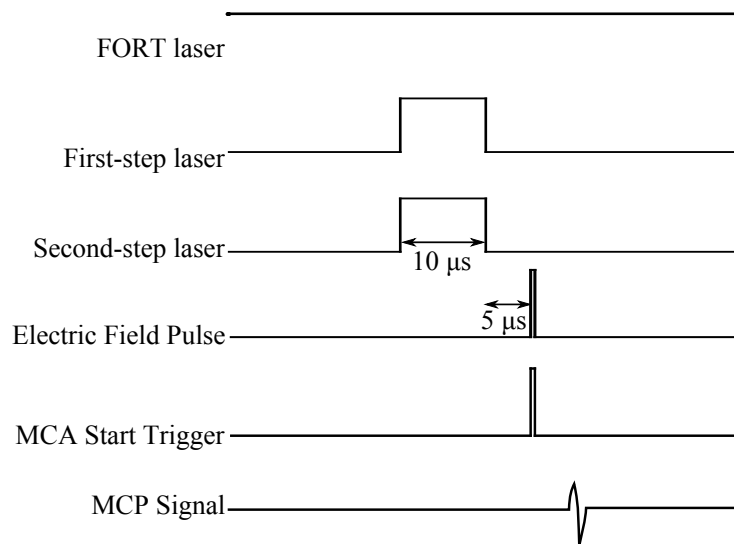 FORT laser
First-step laser
Second-step laser
10 μs
5 μs
Electric Field Pulse
MCA Start Trigger
MCP Signal